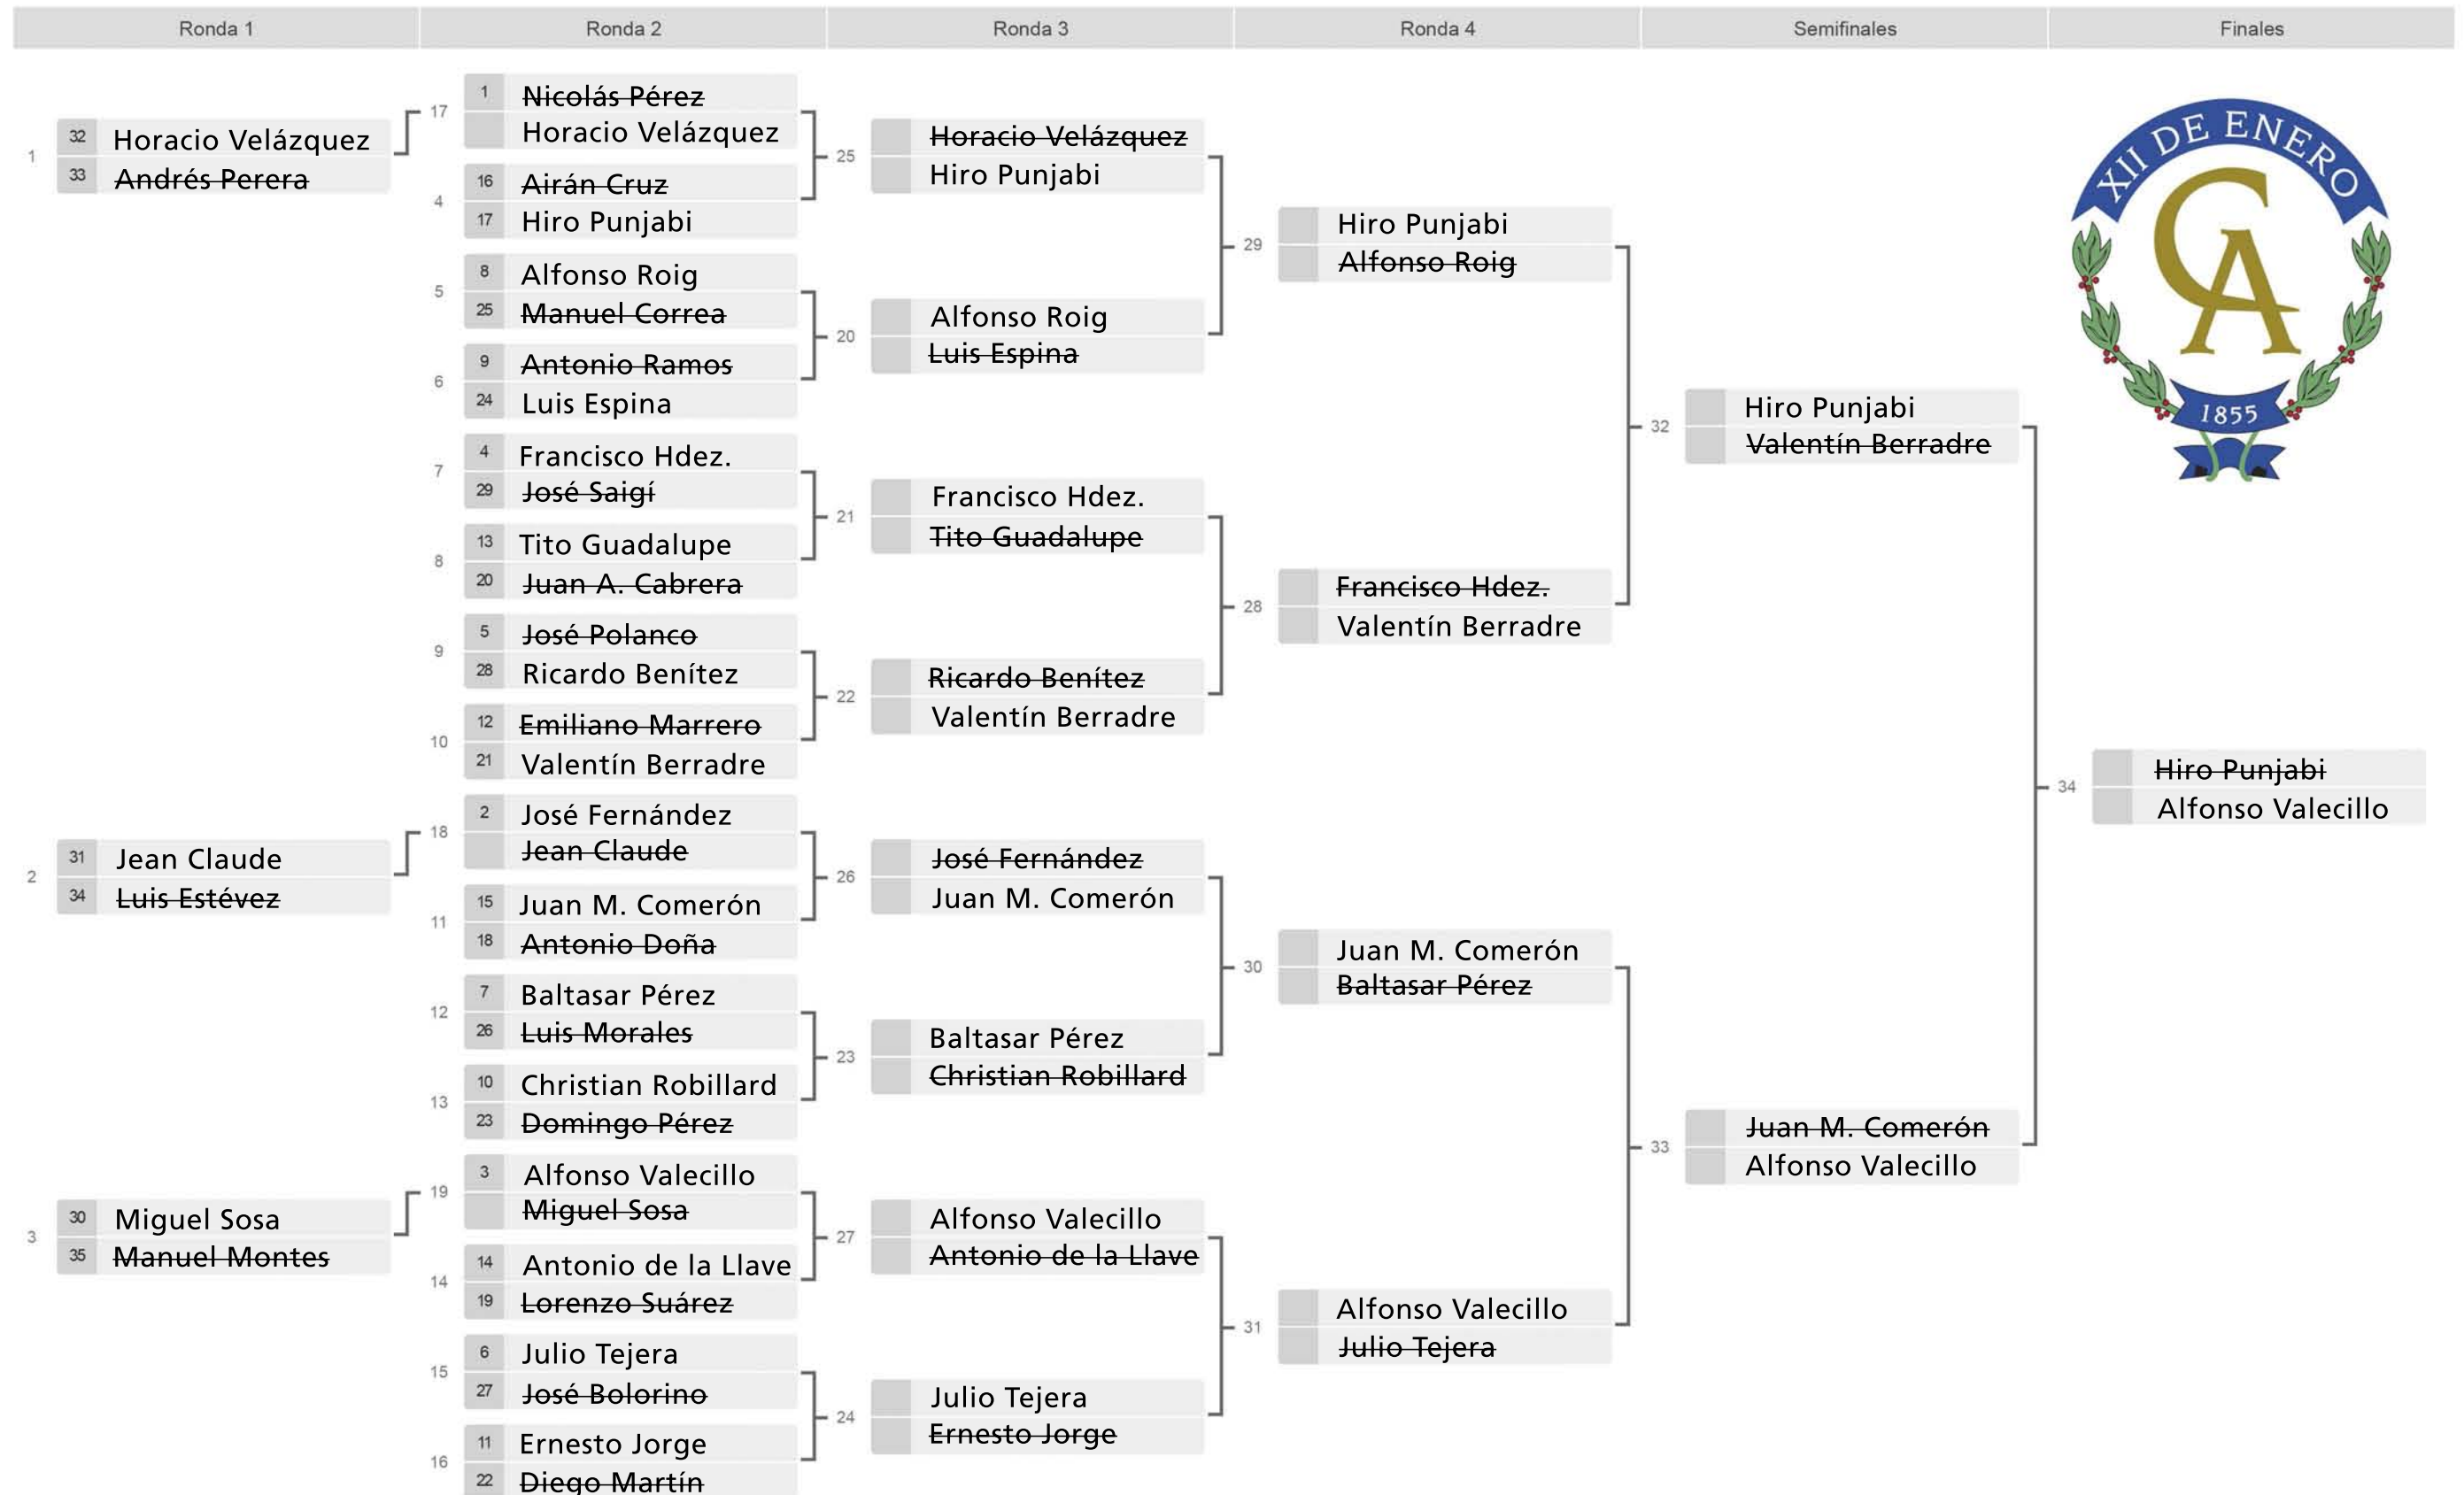 Ronda 1
Ronda 2
Ronda 3
Ronda 4
Semifinales
Finales
1
32 Horacio Velázquez
33 Andrés Perera
2
31 Jean Claude
34 Luis Estévez
3
30 Miguel Sosa
35 Manuel Montes
17
1 Nicolás Pérez
Horacio Velázquez
4
16 Airán Cruz
17 Hiro Punjabi
5
8 Alfonso Roig
25 Manuel Correa
6
9 Antonio Ramos
24 Luis Espina
7
4 Francisco Hdez.
29 José Saigí
8
13 Tito Guadalupe
20 Juan A. Cabrera
9
5 José Polanco
28 Ricardo Benítez
10
12 Emiliano Marrero
21 Valentín Berradre
18
2 José Fernández
Jean Claude
11
15 Juan M. Comerón
18 Antonio Doña
12
7 Baltasar Pérez
26 Luis Morales
13
10 Christian Robillard
23 Domingo Pérez
19
3 Alfonso Valecillo
Miguel Sosa
14
14 Antonio de la Llave
19 Lorenzo Suárez
15
6 Julio Tejera
27 José Bolorino
16
11 Ernesto Jorge
22 Diego Martín
25
Horacio Velázquez
Hiro Punjabi
20
Alfonso Roig
Luis Espina
21
Francisco Hdez.
Tito Guadalupe
22
Ricardo Benítez
Valentín Berradre
26
José Fernández
Juan M. Comerón
23
Baltasar Pérez
Christian Robillard
27
Alfonso Valecillo
Antonio de la Llave
24
Julio Tejera
Ernesto Jorge
29
Hiro Punjabi
Alfonso Roig
28
Francisco Hdez.
Valentín Berradre
30
Juan M. Comerón
Baltasar Pérez
31
Alfonso Valecillo
Julio Tejera
32
Hiro Punjabi
Valentín Berradre
33
Juan M. Comerón
Alfonso Valecillo
34
Hiro Punjabi
Alfonso Valecillo
XII DE ENERO
CA
1855